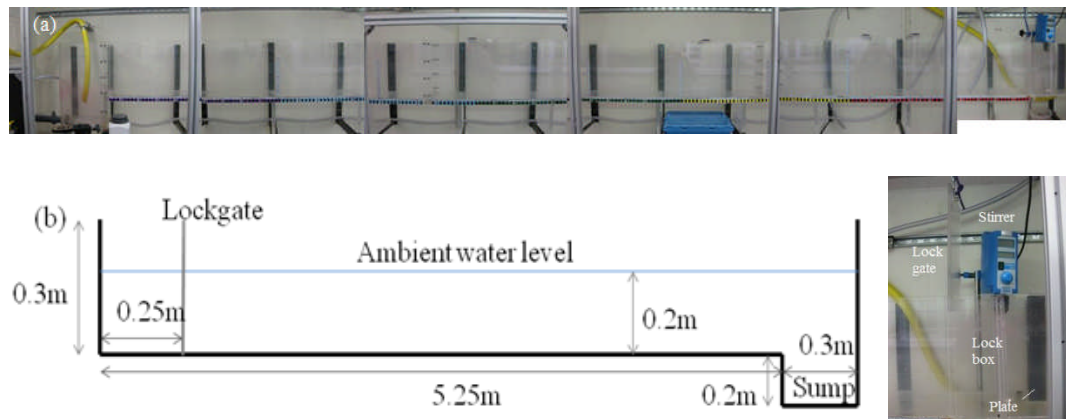 (a)
(b)
Lockgate
Ambient water level
0.3m
0.25m
0.2m
0.3m
5.25m
0.2m
Sump
Stirrer
Lock
gate
Lock
box
Plate